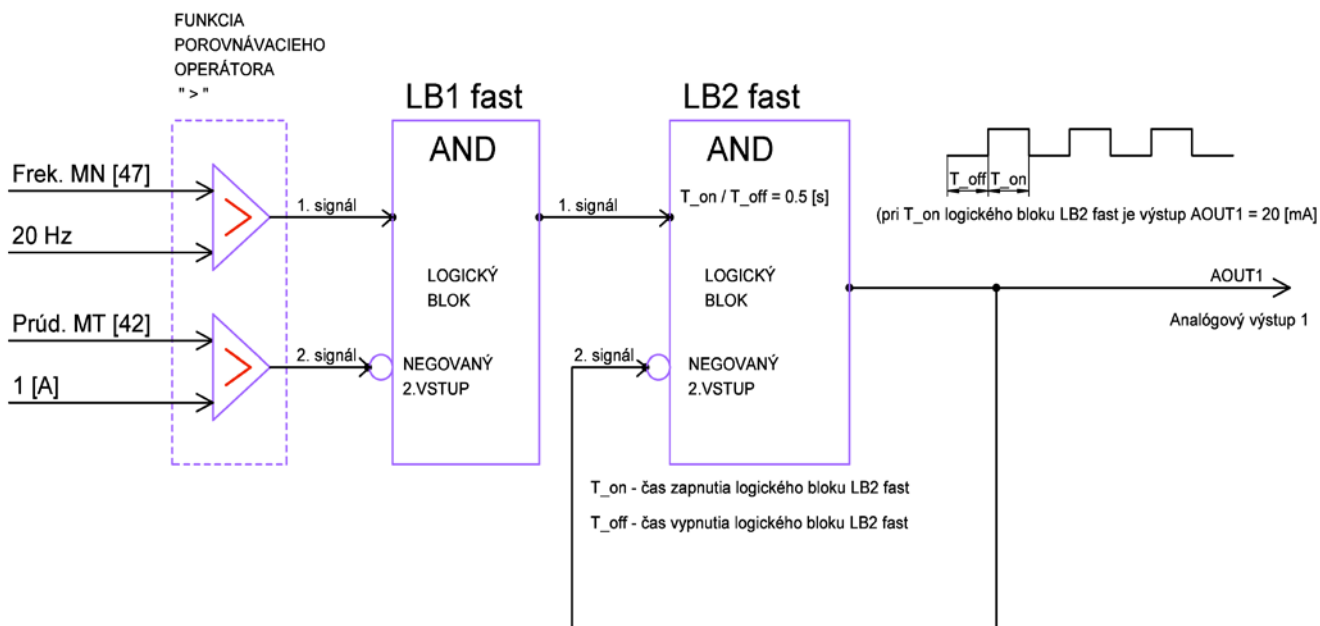 FUNKCIA
POROVNÁVACIEHO
OPERÁTORA
" > "
LB1 fast
LB2 fast
AND
AND
Frek. MN [47]
1. signál
1. signál
T_on / T_off = 0.5 [s]
T_off
T_on
(pri T_on logického bloku LB2 fast je výstup AOUT1 = 20 [mA]
20 Hz
LOGICKÝ
BLOK
LOGICKÝ
BLOK
AOUT1
Analógový výstup 1
Prúd. MT [42]
2. signál
NEGOVANÝ
2.VSTUP
2. signál
NEGOVANÝ
2.VSTUP
1 [A]
T_on - čas zapnutia logického bloku LB2 fast
T_off - čas vypnutia logického bloku LB2 fast